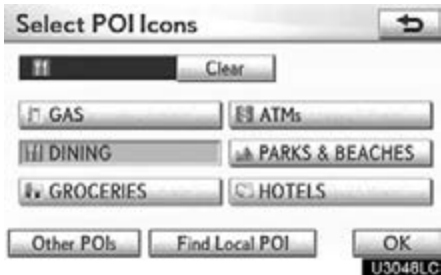 Select POI Icons
Clear
GAS
ATMs
DINING
PARKS & BEACHES
GROCERIES
HOTELS
Other POIs
Find Local POI
OK
U3048LC